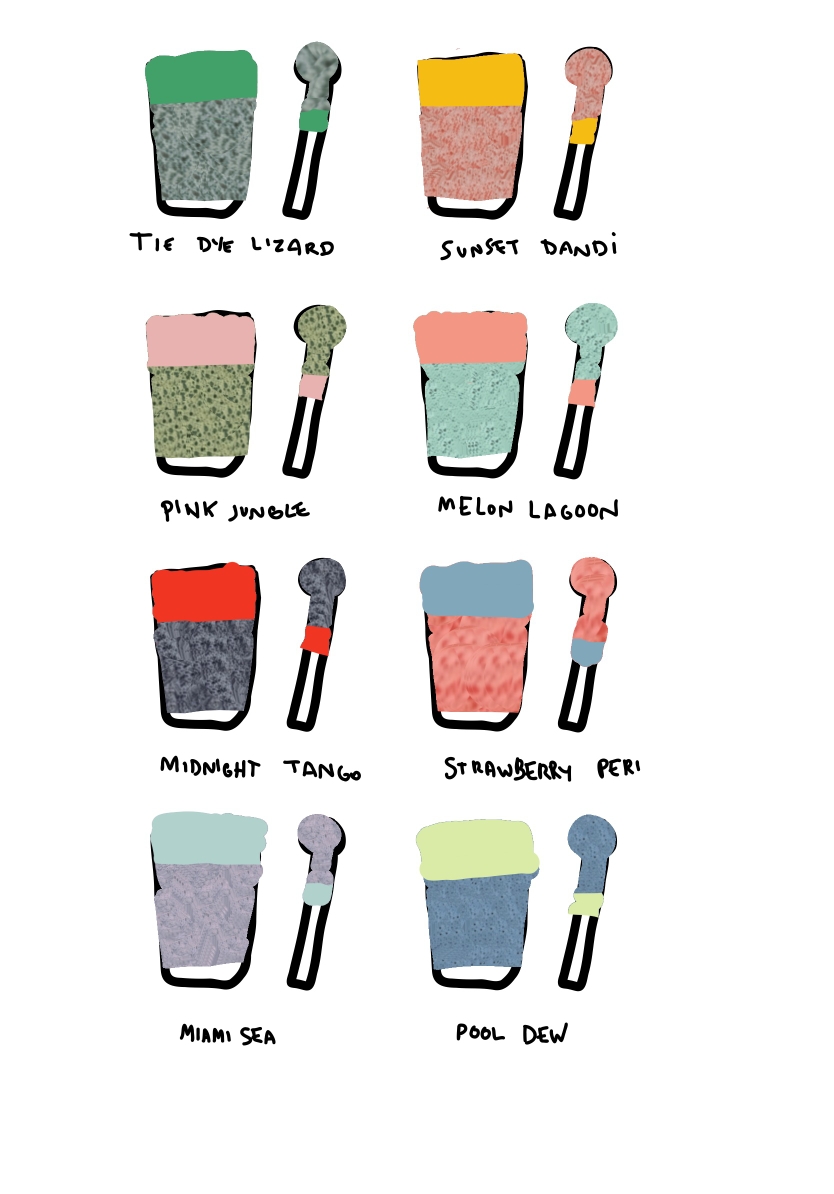 TIE DYE LIZARD
SUNSET DANDI
PINK JUNGLE
MELON LAGOON
MIDNIGHT TANGO
STRAWBERRY PERI
MIAMI SEA
POOL DEW